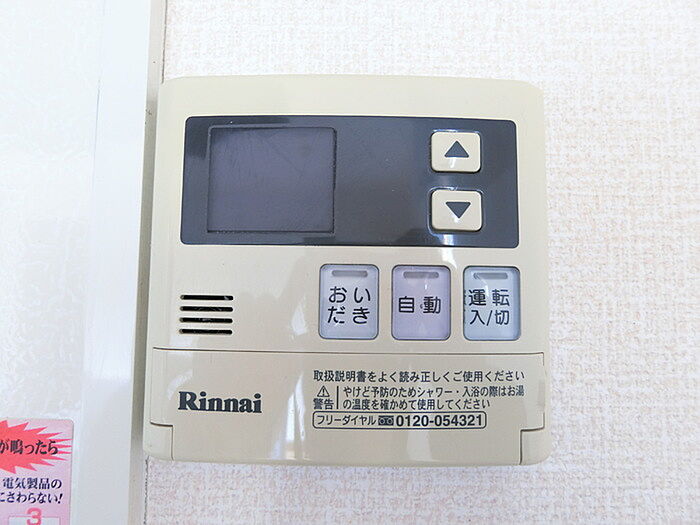 おい
だき
自動
運転
入/切
取扱説明書をよく読み正しくご使用ください
警告
やけど予防のためシャワー・入浴の際はお湯
の温度を確かめて使用してください
Rinnai
フリーダイヤル 0120-054321
が鳴ったら
電気製品の
にさわらない!
3